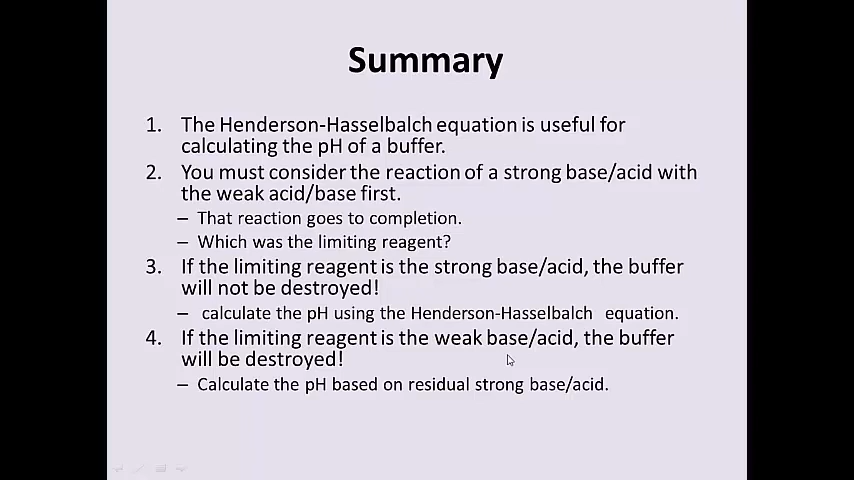 Summary
1. The Henderson-Hasselbalch equation is useful for
calculating the pH of a buffer.
2. You must consider the reaction of a strong base/acid with
the weak acid/base first.
– That reaction goes to completion.
– Which was the limiting reagent?
3. If the limiting reagent is the strong base/acid, the buffer
will not be destroyed!
– calculate the pH using the Henderson-Hasselbalch equation.
4. If the limiting reagent is the weak base/acid, the buffer
will be destroyed!
– Calculate the pH based on residual strong base/acid.